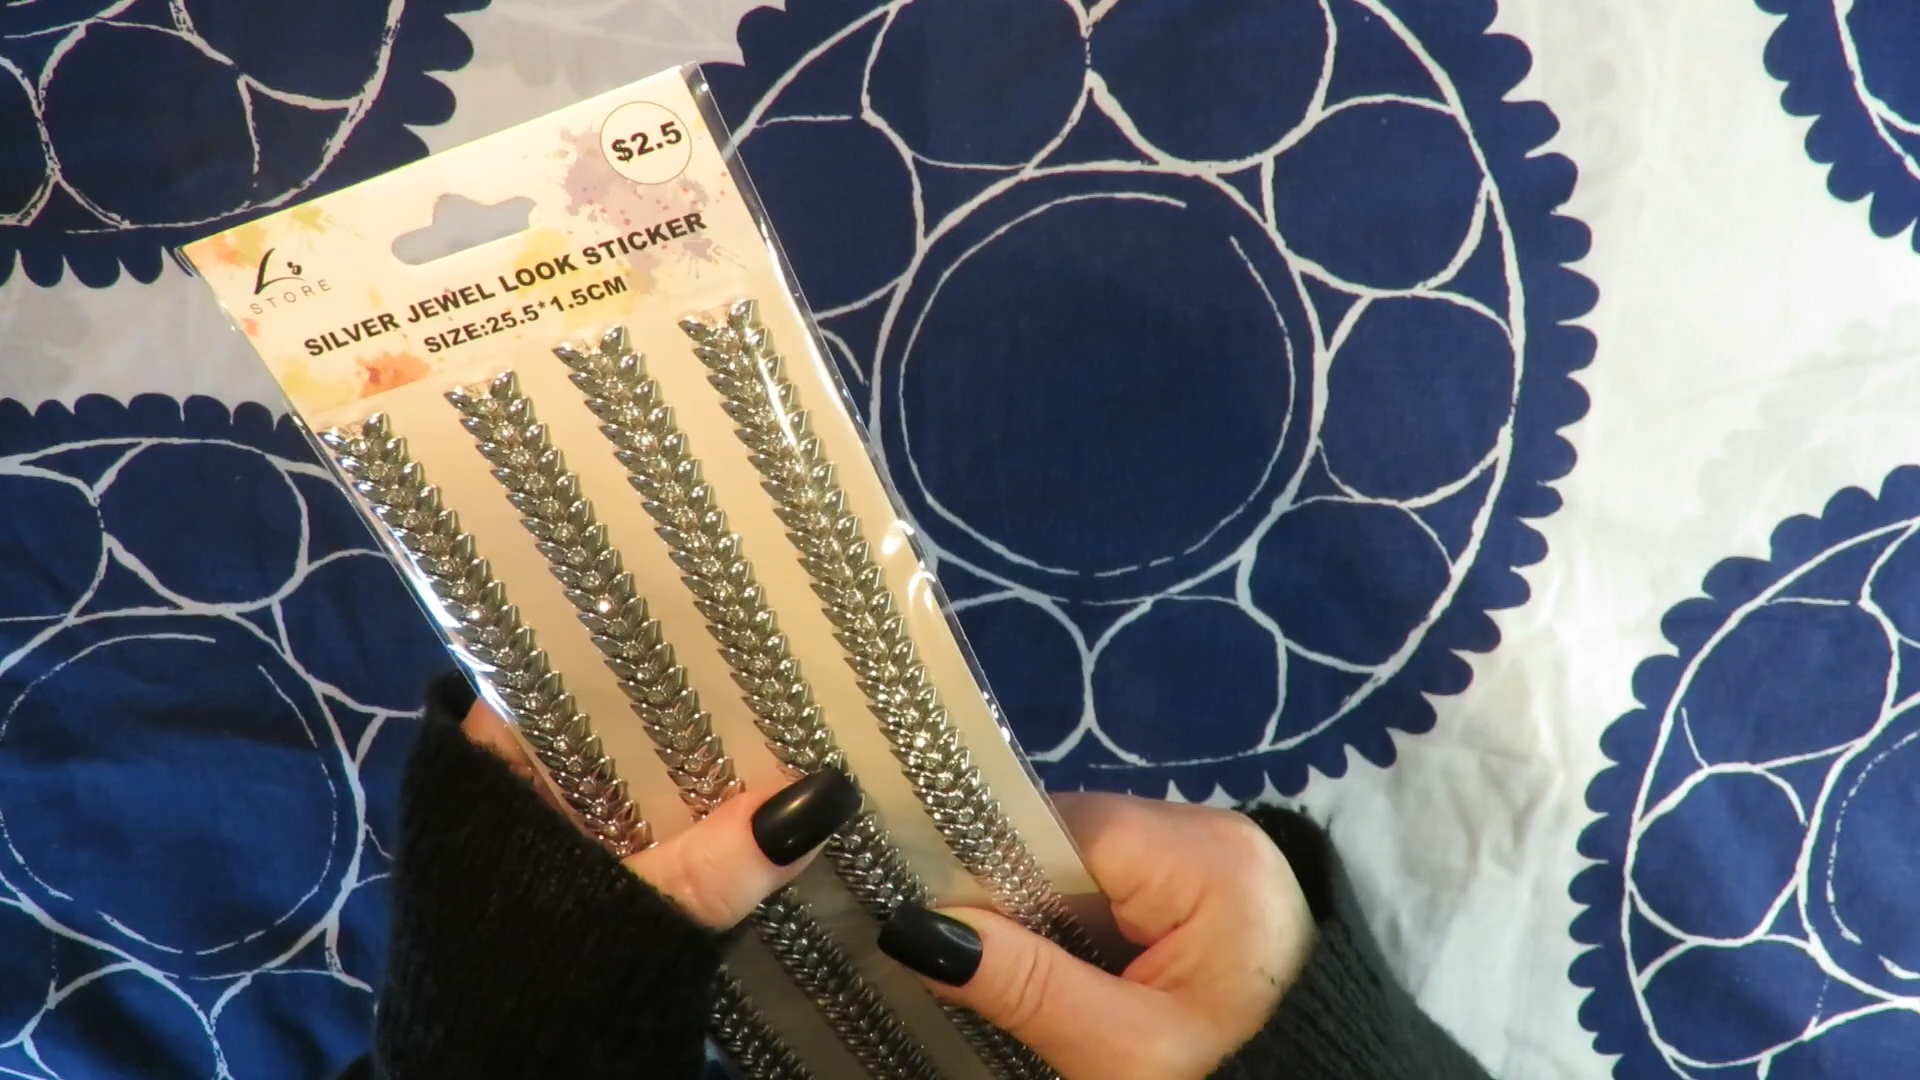 $2.5
L's
STORE
SILVER JEWEL LOOK STICKER
SIZE:25.5*1.5CM